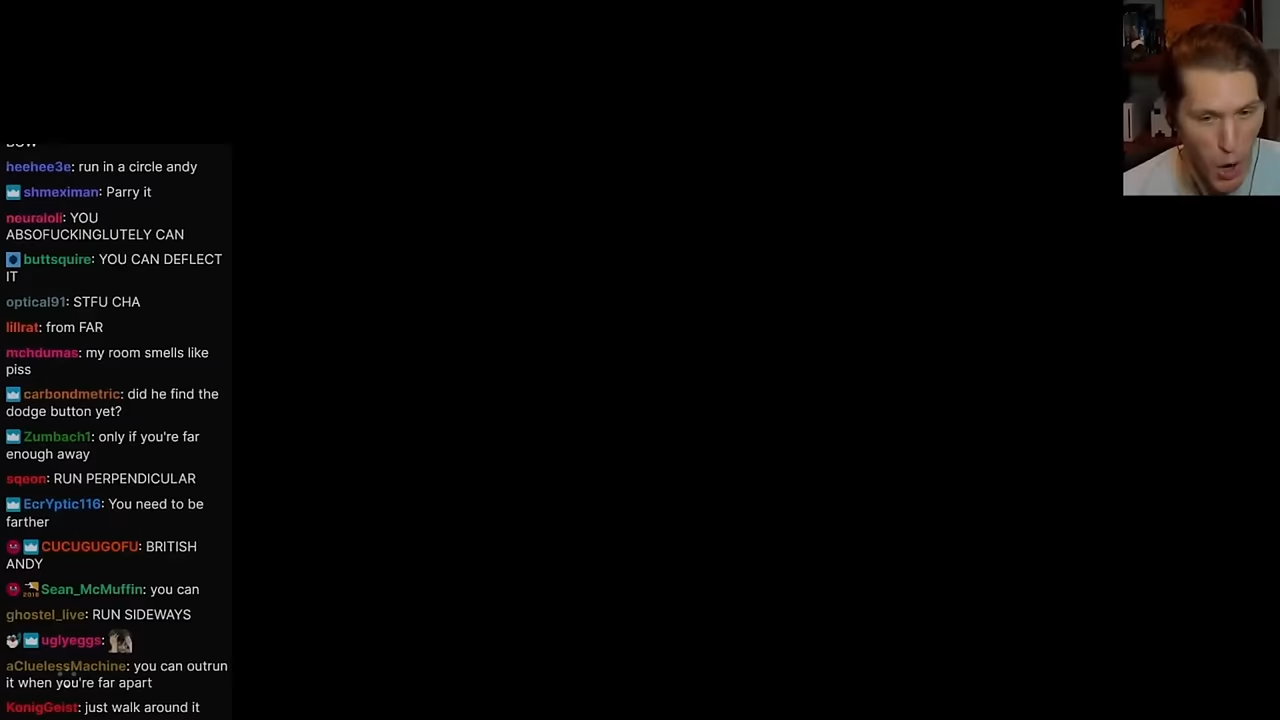 heehee3e: run in a circle andy
shmeximan: Parry it
neuraloli: YOU
ABSOFUCKINGLUTELY CAN
buttsquire: YOU CAN DEFLECT
IT
optical91: STFU CHA
lillrat: from FAR
mchdumas: my room smells like
piss
carbondmetric: did he find the
dodge button yet?
Zumbach1: only if you're far
enough away
sqeon: RUN PERPENDICULAR
EcrYptic116: You need to be
farther
CUCUGUGOFU: BRITISH
ANDY
Sean_McMuffin: you can
ghostel_live: RUN SIDEWAYS
uglyeggs:
aCluelessMachine: you can outrun
it when you're far apart
KonigGeist: just walk around it